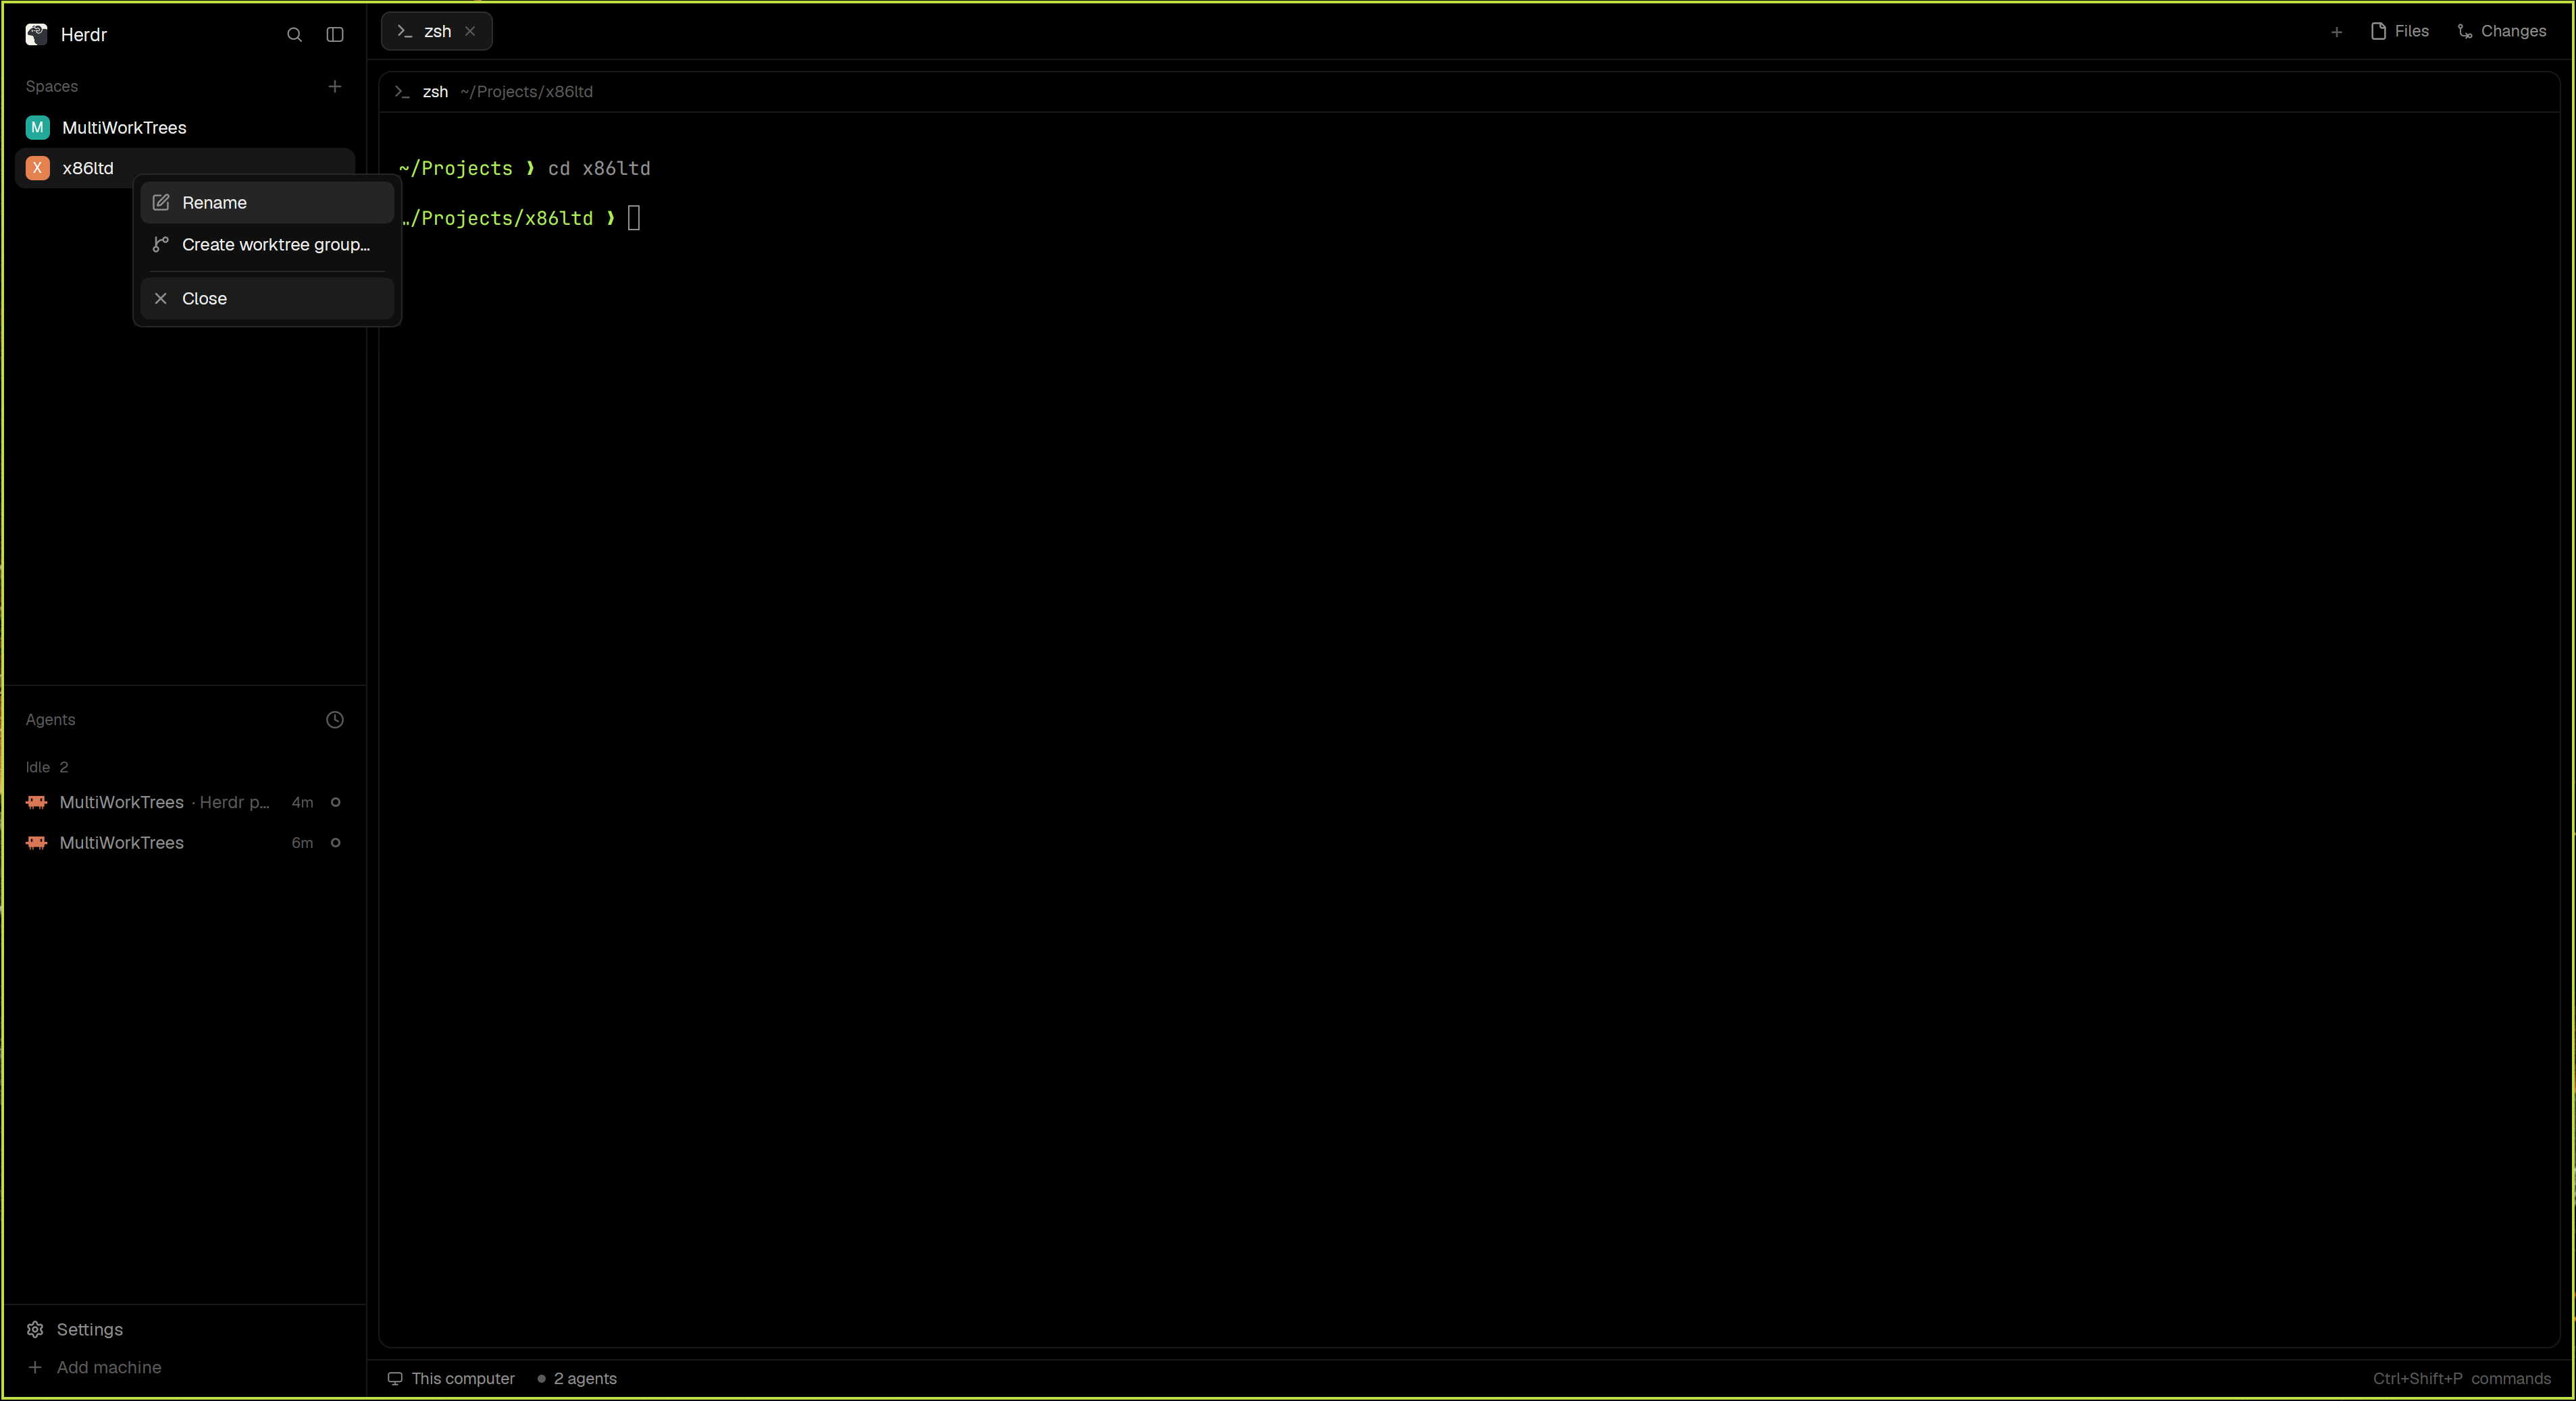 Herdr
Spaces
M MultiWorkTrees
X x86ltd
Rename
Create worktree group…
Close
Agents
Idle 2
MultiWorkTrees · Herdr p… 4m
MultiWorkTrees 6m
Settings
Add machine
zsh
Files
Changes
zsh ~/Projects/x86ltd
~/Projects ❯ cd x86ltd
…/Projects/x86ltd ❯
This computer
2 agents
Ctrl+Shift+P commands